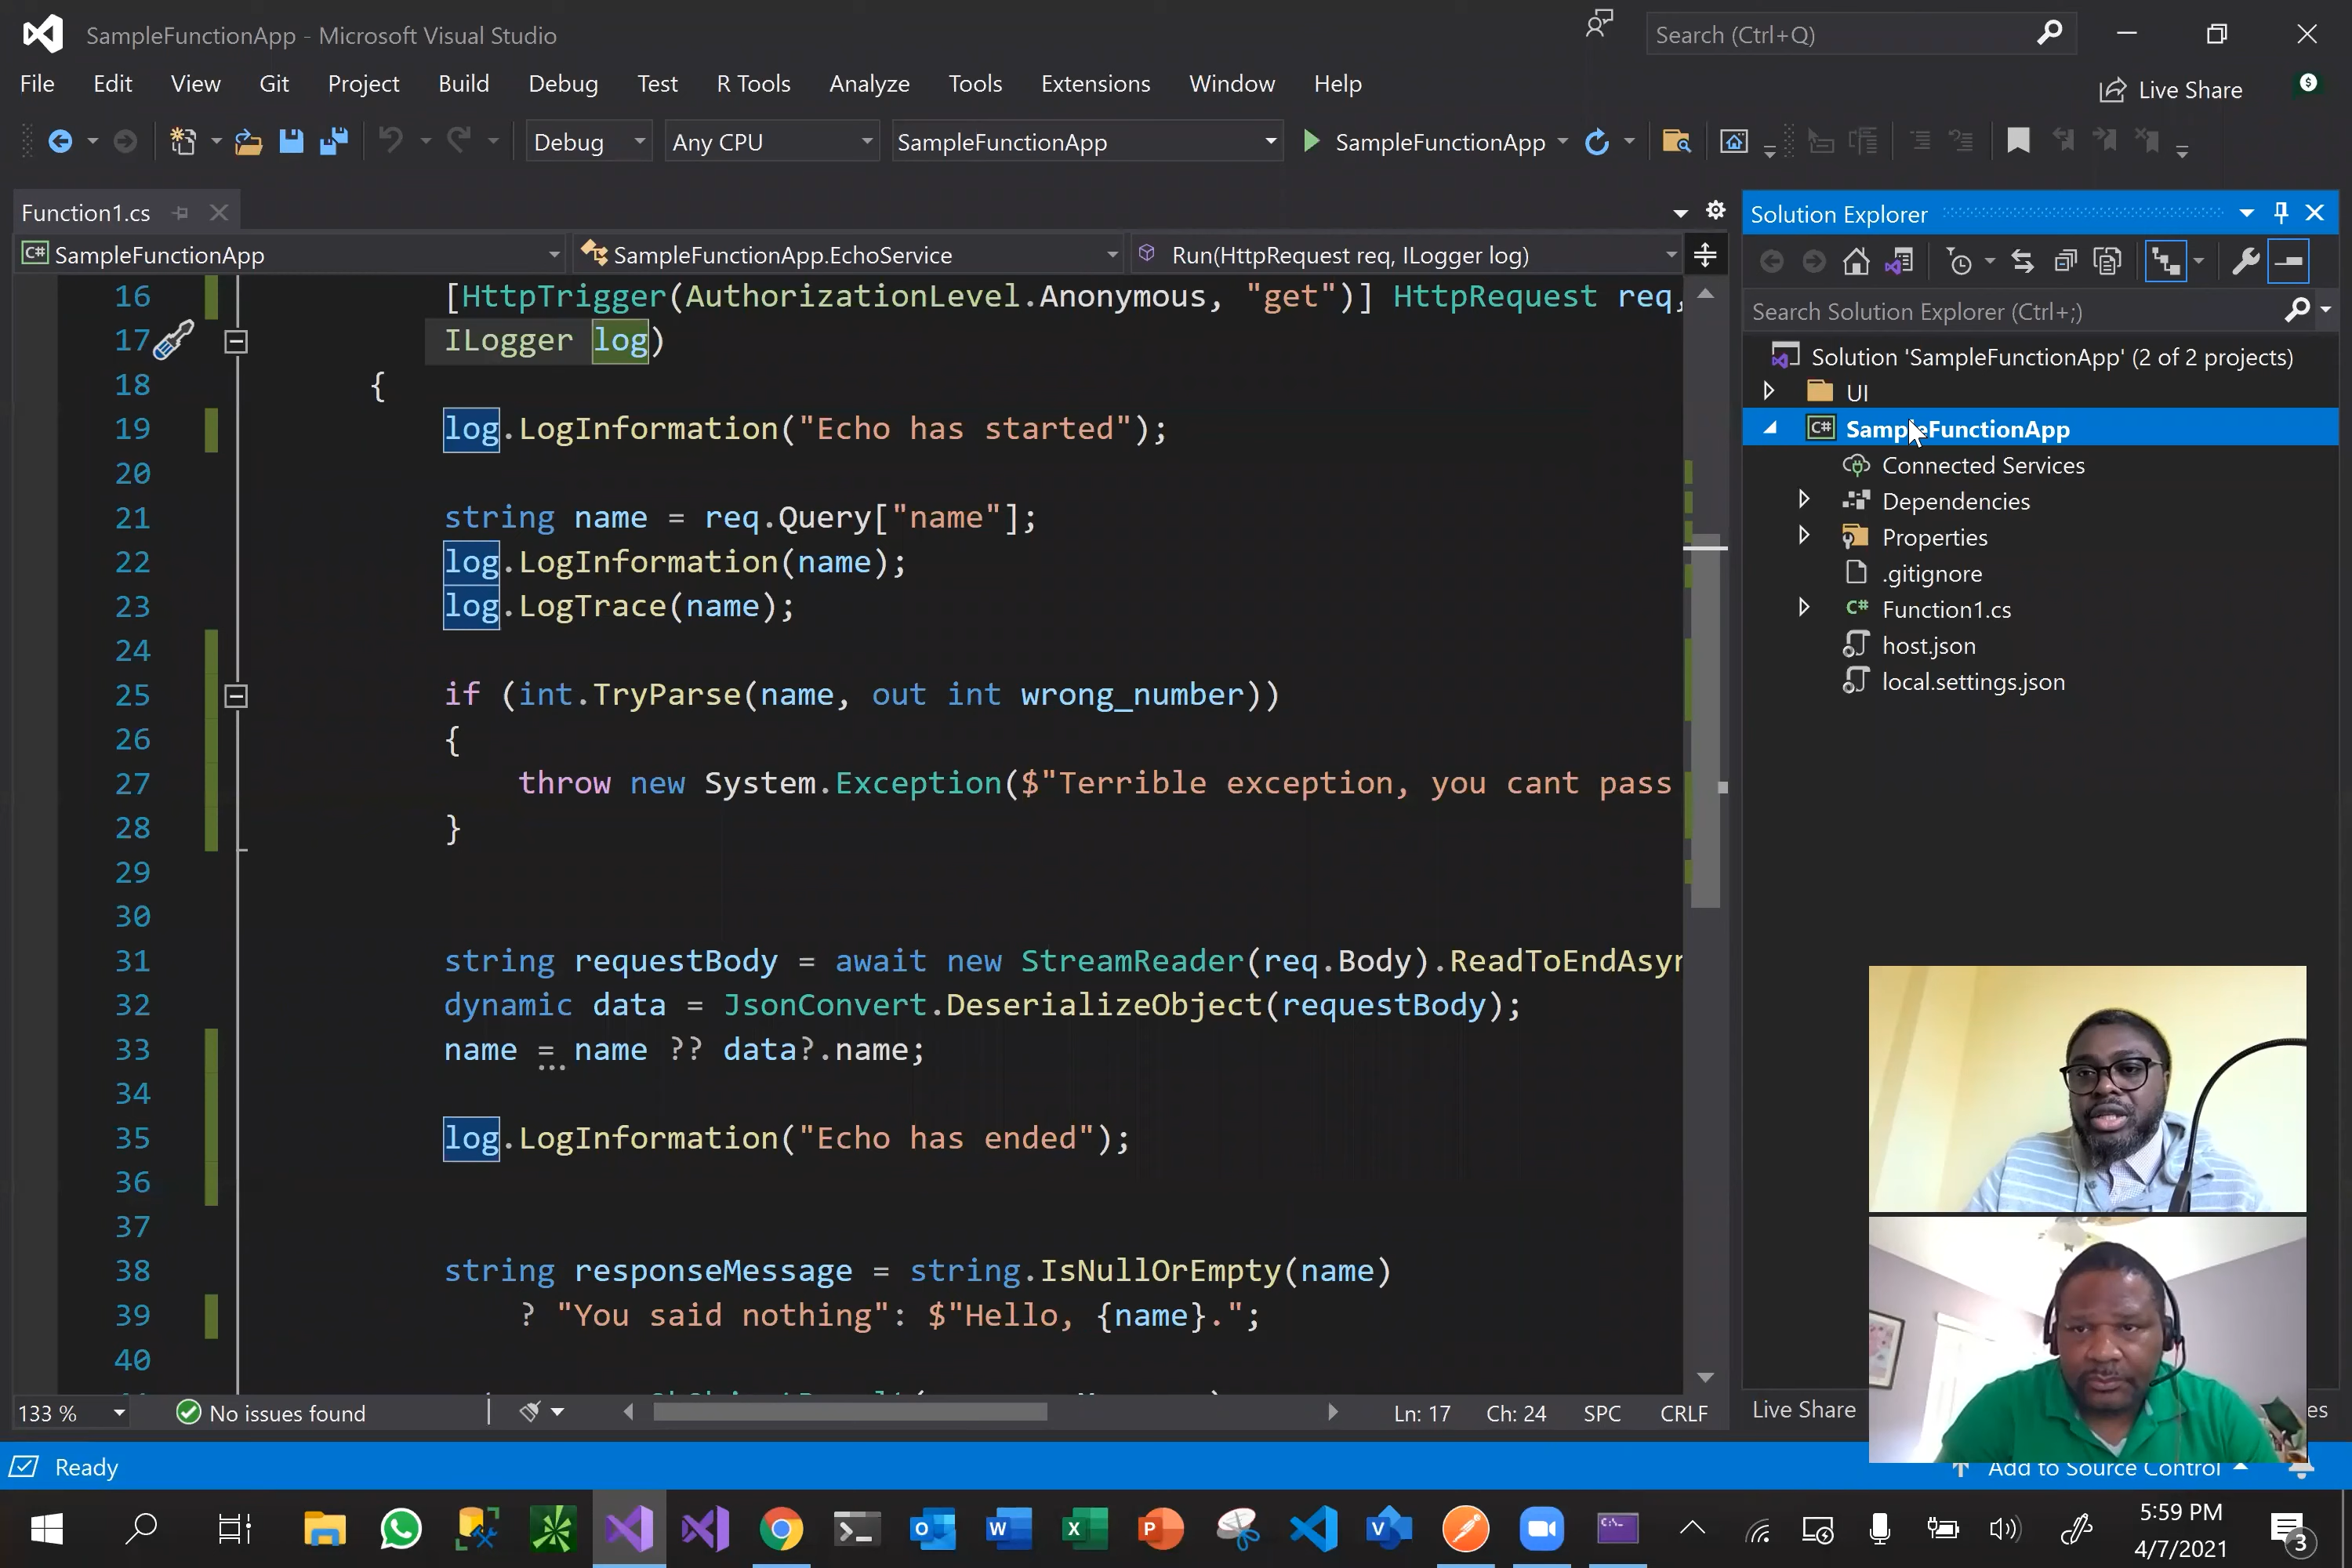 SampleFunctionApp - Microsoft Visual Studio
Search (Ctrl+Q)
File Edit View Git Project Build Debug Test R Tools Analyze Tools Extensions Window Help
Live Share
Debug Any CPU SampleFunctionApp SampleFunctionApp
Function1.cs
SampleFunctionApp SampleFunctionApp.EchoService Run(HttpRequest req, ILogger log)
16 [HttpTrigger(AuthorizationLevel.Anonymous, "get")] HttpRequest req,
17 ILogger log)
18 {
19 log.LogInformation("Echo has started");
20
21 string name = req.Query["name"];
22 log.LogInformation(name);
23 log.LogTrace(name);
24
25 if (int.TryParse(name, out int wrong_number))
26 {
27 throw new System.Exception($"Terrible exception, you cant pass
28 }
29
30
31 string requestBody = await new StreamReader(req.Body).ReadToEndAsyn
32 dynamic data = JsonConvert.DeserializeObject(requestBody);
33 name = name ?? data?.name;
34
35 log.LogInformation("Echo has ended");
36
37
38 string responseMessage = string.IsNullOrEmpty(name)
39 ? "You said nothing": $"Hello, {name}.";
40
133 % No issues found Ln: 17 Ch: 24 SPC CRLF
Solution Explorer
Search Solution Explorer (Ctrl+;)
Solution 'SampleFunctionApp' (2 of 2 projects)
UI
C# SampleFunctionApp
Connected Services
Dependencies
Properties
.gitignore
C# Function1.cs
host.json
local.settings.json
Live Share
es
Ready
Add to Source Control
5:59 PM
4/7/2021
3